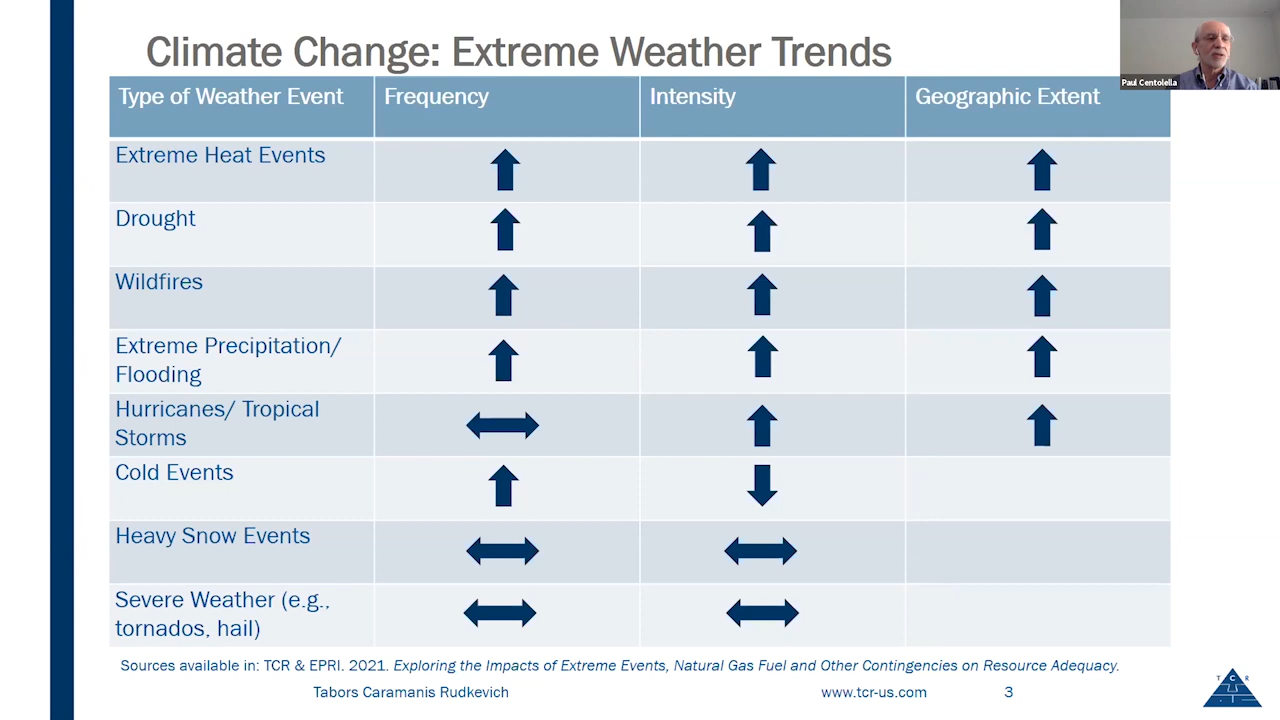 Climate Change: Extreme Weather Trends
Paul Centolella
Type of Weather Event Frequency Intensity Geographic Extent
Extreme Heat Events
Drought
Wildfires
Extreme Precipitation/
Flooding
Hurricanes/ Tropical
Storms
Cold Events
Heavy Snow Events
Severe Weather (e.g.,
tornados, hail)
Sources available in: TCR & EPRI. 2021. Exploring the Impacts of Extreme Events, Natural Gas Fuel and Other Contingencies on Resource Adequacy.
Tabors Caramanis Rudkevich www.tcr-us.com 3
T C R